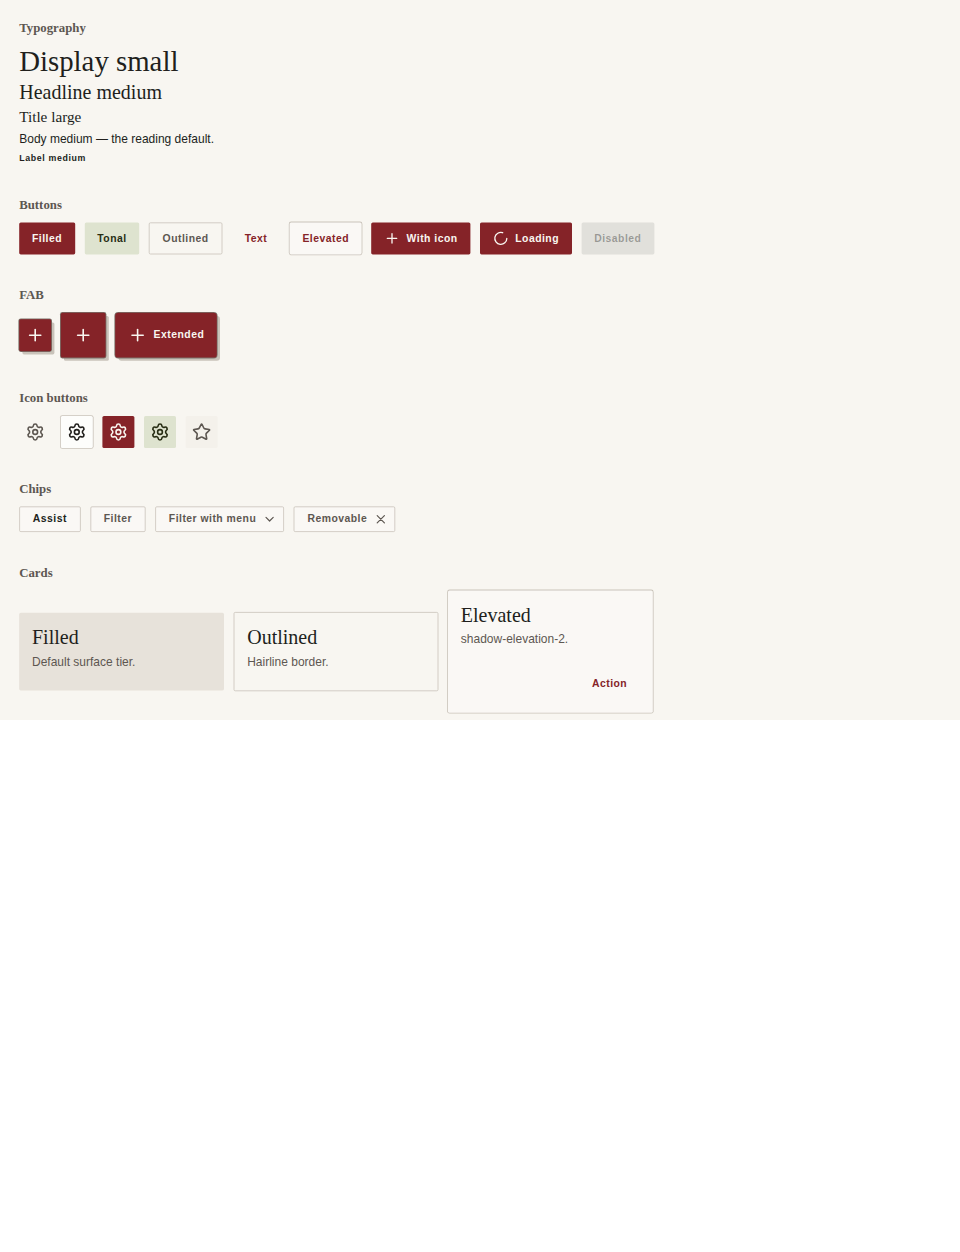 Typography
Display small
Headline medium
Title large
Body medium — the reading default.
Label medium
Buttons
Filled Tonal Outlined Text Elevated With icon Loading Disabled
FAB
Extended
Icon buttons
Chips
Assist Filter Filter with menu Removable
Cards
Filled
Default surface tier.
Outlined
Hairline border.
Elevated
shadow-elevation-2.
Action